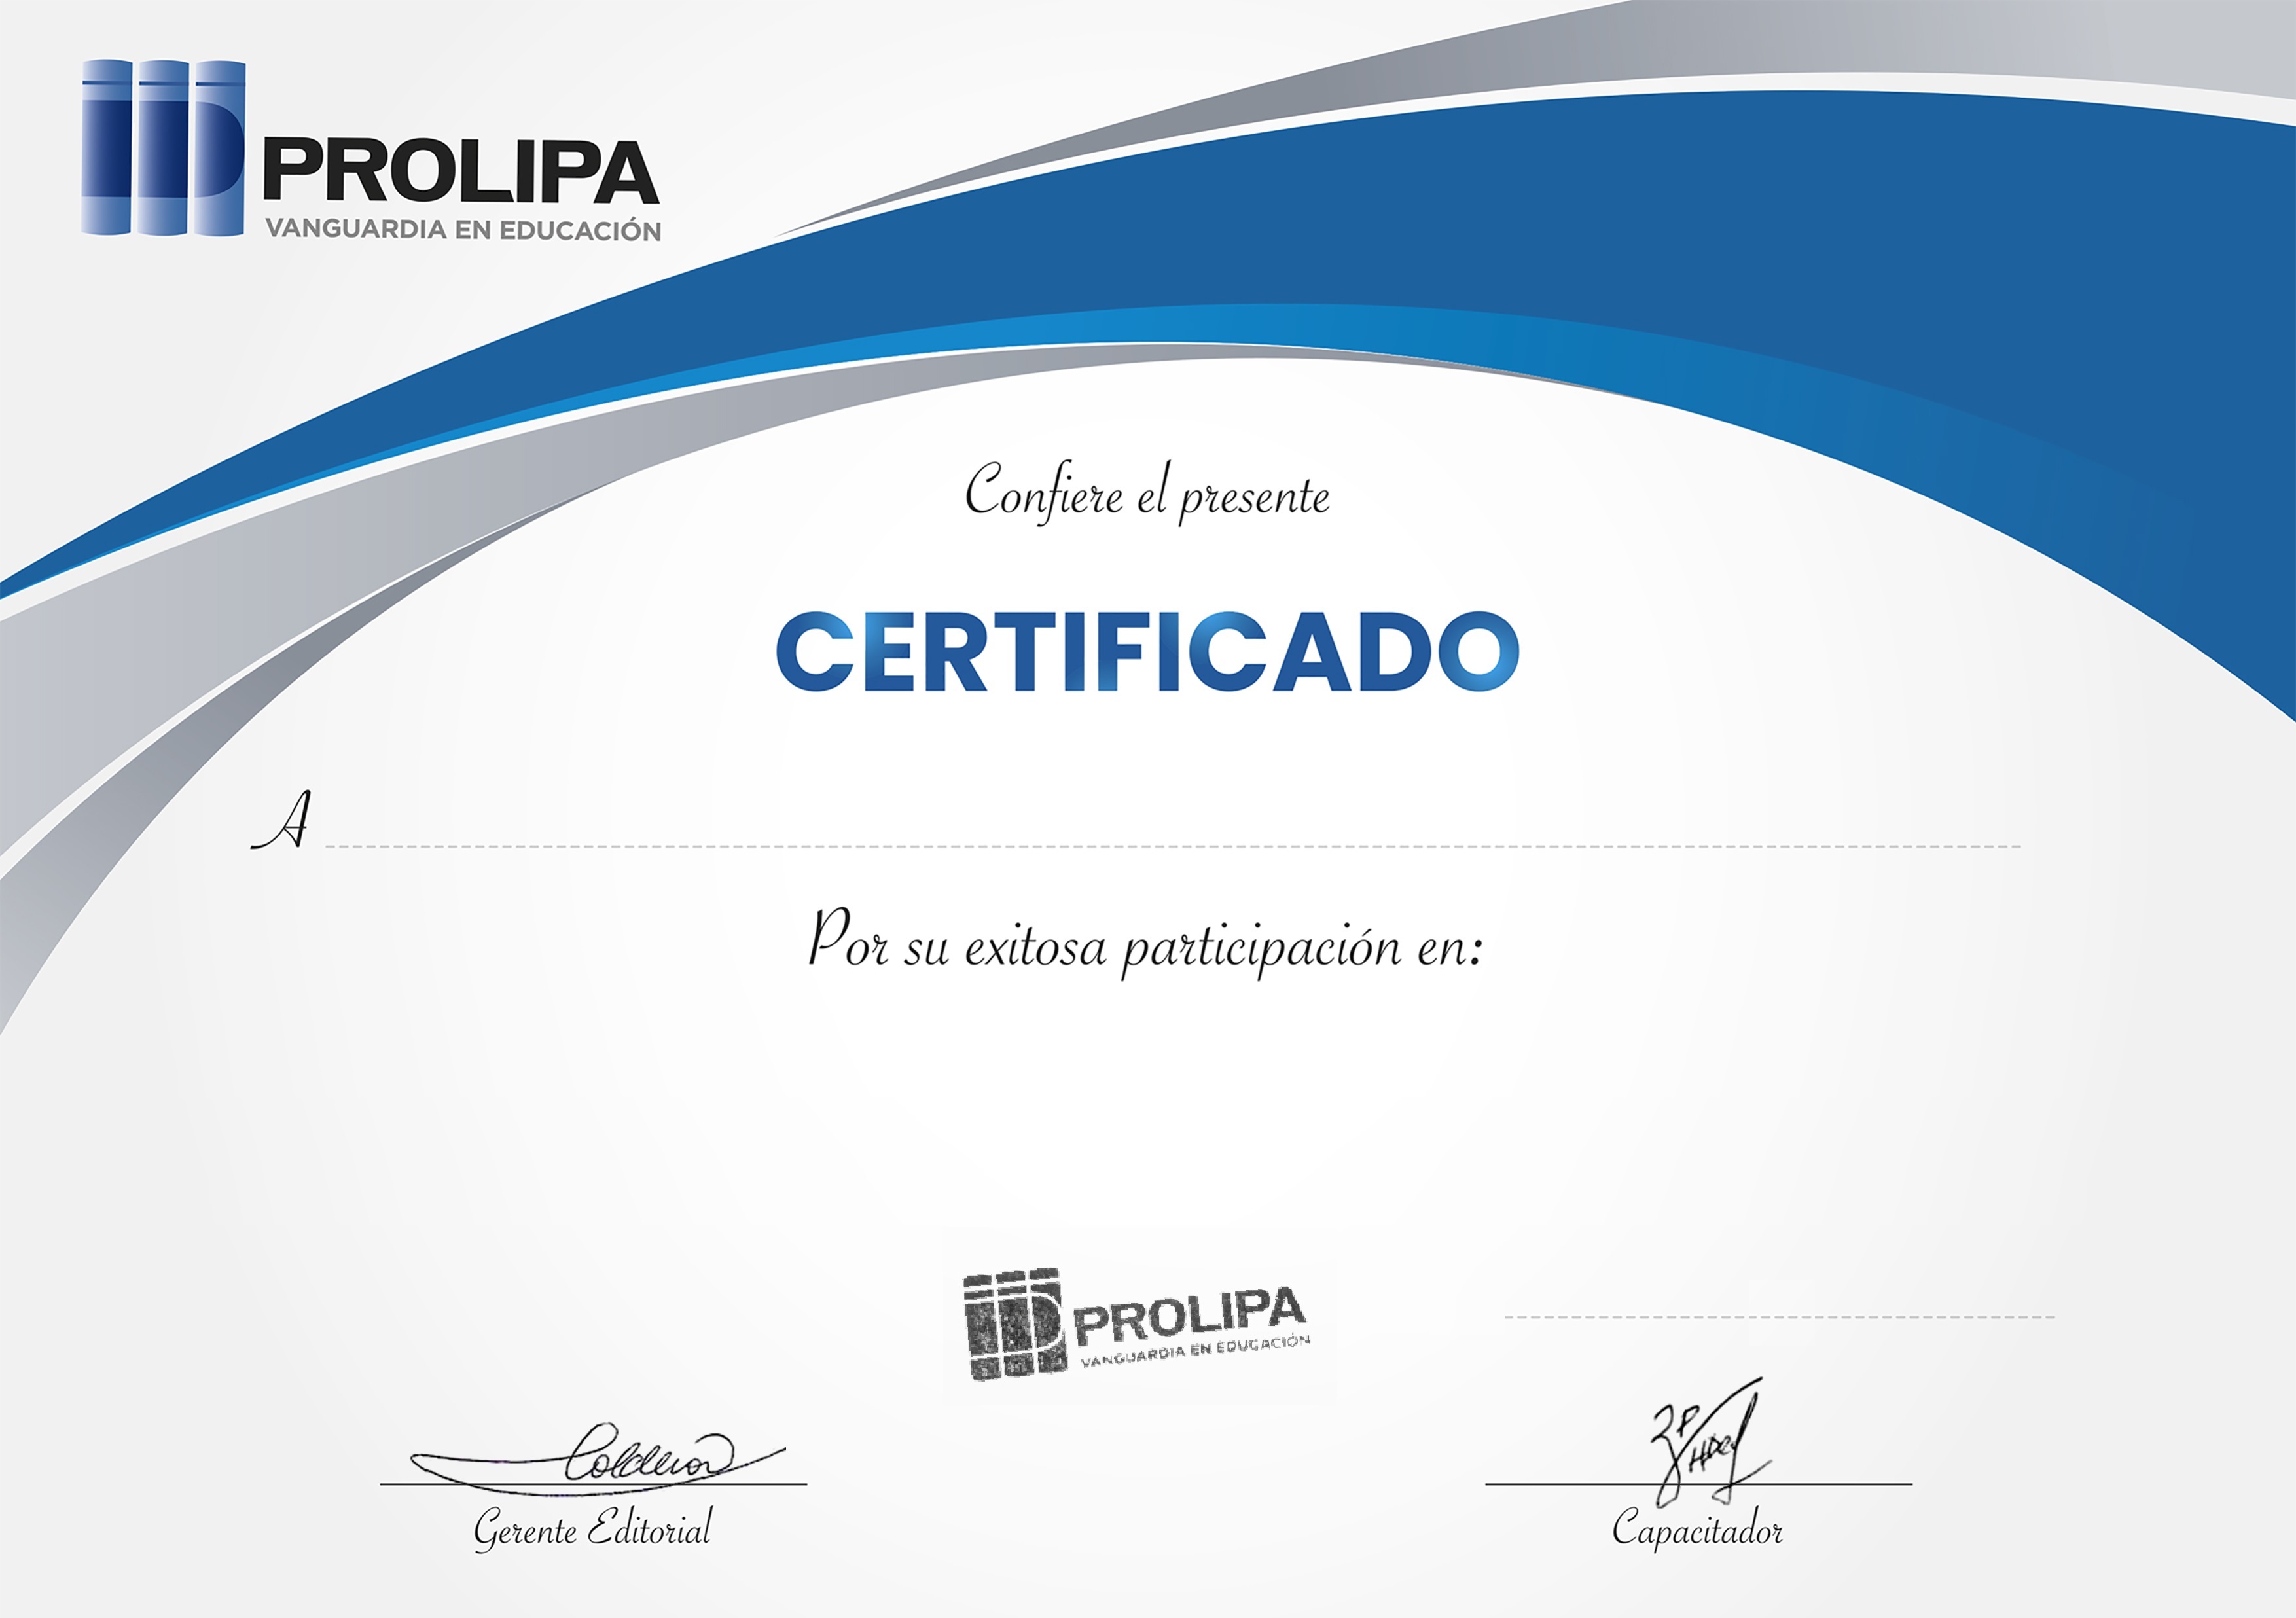 PROLIPA
VANGUARDIA EN EDUCACIÓN
Confiere el presente
CERTIFICADO
A
Por su exitosa participación en:
PROLIPA
VANGUARDIA EN EDUCACIÓN
Gerente Editorial
Capacitador